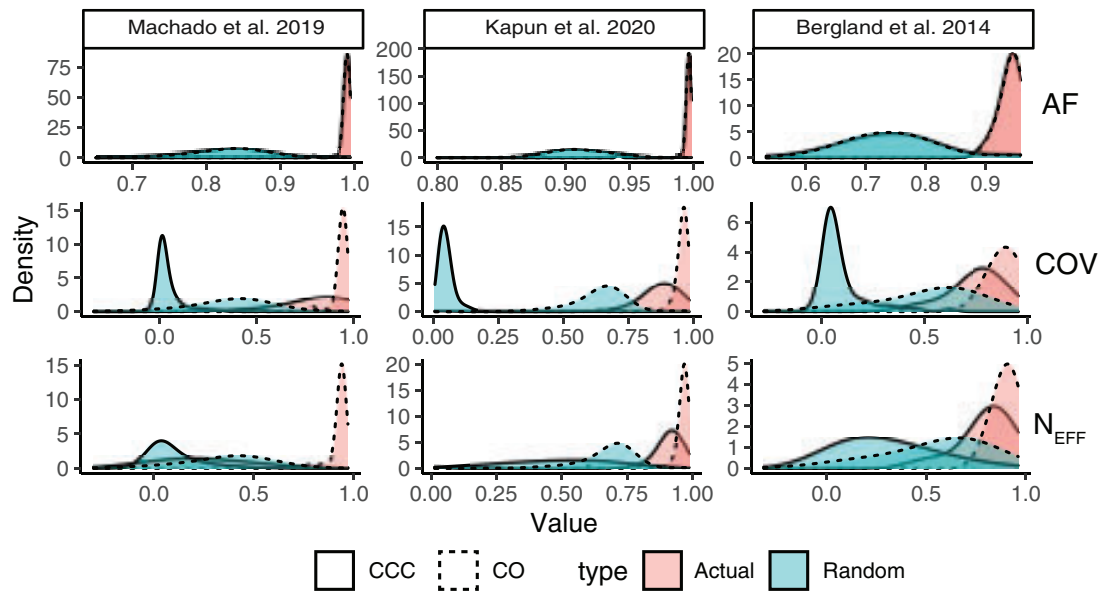 Machado et al. 2019 Kapun et al. 2020 Bergland et al. 2014
75
50
25
0
0.7 0.8 0.9 1.0
200
150
100
50
0
0.80 0.85 0.90 0.95 1.00
20
15
10
5
0
0.6 0.7 0.8 0.9
AF
Density
15
10
5
0
0.0 0.5 1.0
15
10
5
0
0.00 0.25 0.50 0.75 1.00
6
4
2
0
0.0 0.5 1.0
COV
15
10
5
0
0.0 0.5 1.0
20
15
10
5
0
0.00 0.25 0.50 0.75 1.00
5
4
3
2
1
0
0.0 0.5 1.0
NEFF
Value
CCC CO type Actual Random